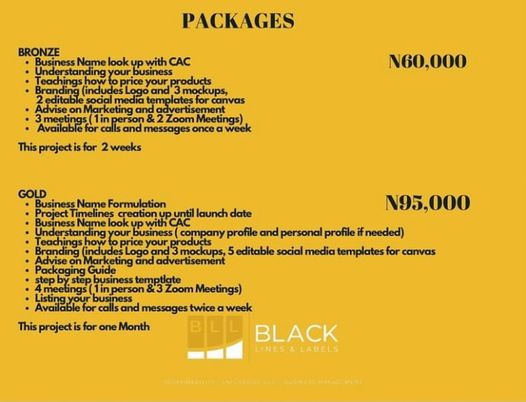 PACKAGES
BRONZE
N60,000
• Business Name look up with CAC
• Understanding your business
• Teachings how to price your products
• Branding (includes Logo and 3 mockups,
2 editable social media templates for canvas
• Advise on Marketing and advertisement
• 3 meetings ( 1 in person & 2 Zoom Meetings)
• Available for calls and messages once a week
This project is for 2 weeks
GOLD
N95,000
• Business Name Formulation
• Project Timelines creation up until launch date
• Business Name look up with CAC
• Understanding your business ( company profile and personal profile if needed)
• Teachings how to price your products
• Branding (includes Logo and 3 mockups, 5 editable social media templates for canvas
• Advise on Marketing and advertisement
• Packaging Guide
• step by step business temptlate
• 4 meetings ( 1 in person & 3 Zoom Meetings)
• Listing your business
• Available for calls and messages twice a week
This project is for one Month
BLL
BLACK
LINES & LABELS